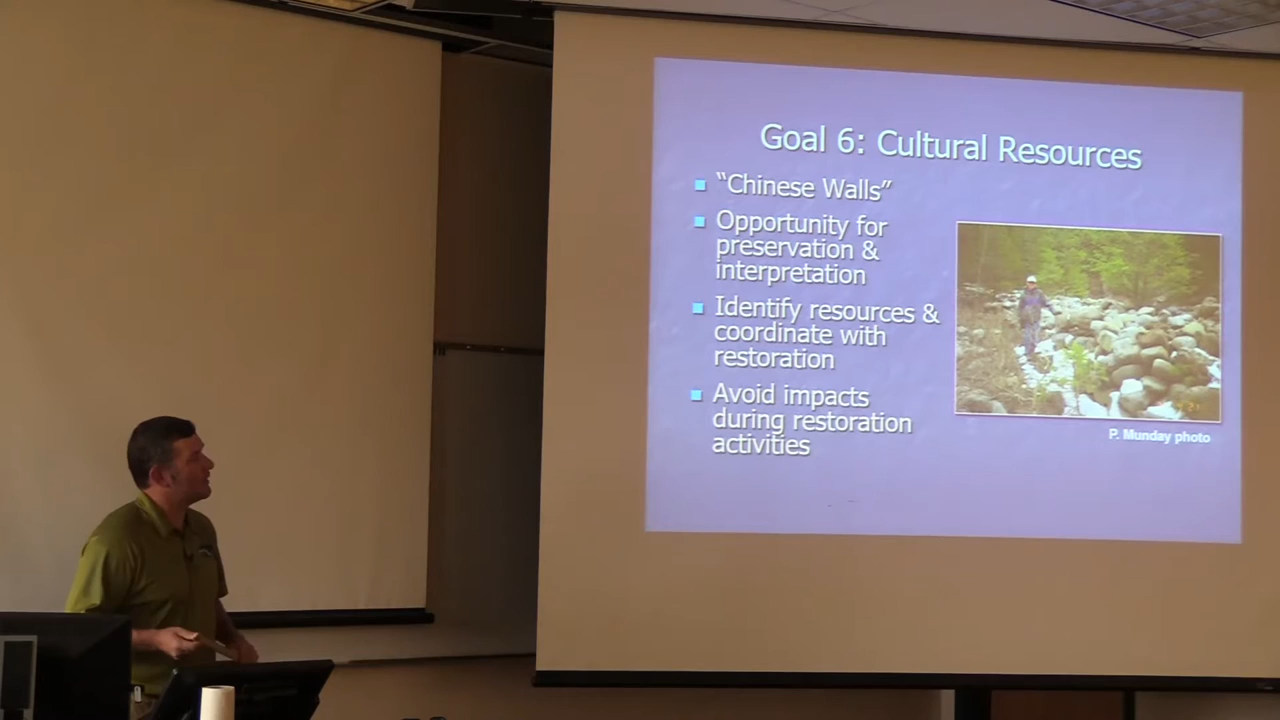 Goal 6: Cultural Resources
"Chinese Walls"
Opportunity for
preservation &
interpretation
Identify resources &
coordinate with
restoration
Avoid impacts
during restoration
activities
P. Munday photo